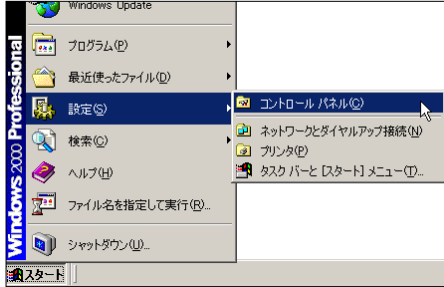 Windows Update
プログラム(P)
最近使ったファイル(D)
設定(S)
検索(C)
ヘルプ(H)
ファイル名を指定して実行(R)...
シャットダウン(U)...
コントロール パネル(C)
ネットワークとダイヤルアップ接続(N)
プリンタ(P)
タスク バーと [スタート] メニュー(T)...
Windows 2000 Professional
スタート